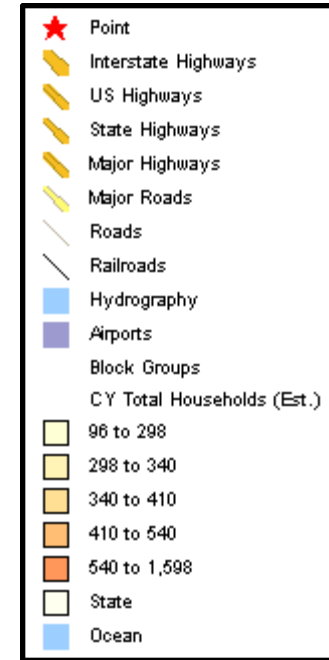 Point
Interstate Highways
US Highways
State Highways
Major Highways
Major Roads
Roads
Railroads
Hydrography
Airports
Block Groups
CY Total Households (Est.)
96 to 298
298 to 340
340 to 410
410 to 540
540 to 1,598
State
Ocean